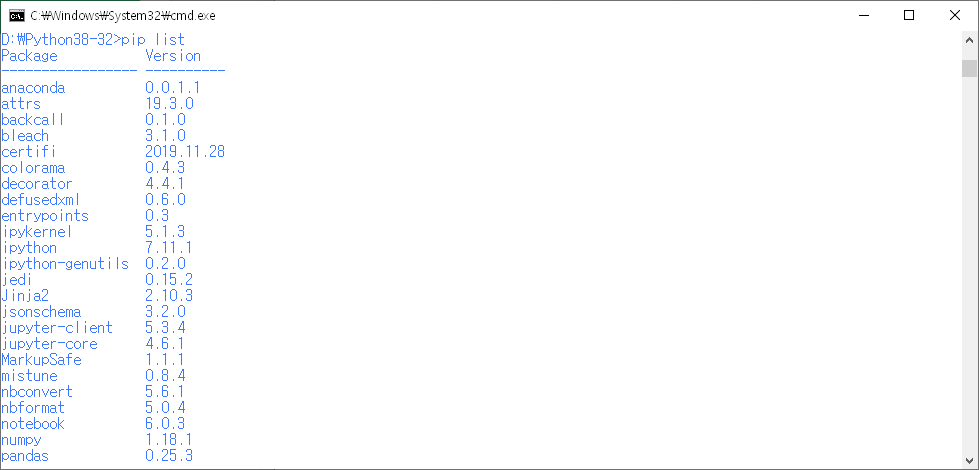 C:₩Windows₩System32₩cmd.exe
D:₩Python38-32>pip list
Package           Version
----------------- ----------
anaconda          0.0.1.1
attrs             19.3.0
backcall          0.1.0
bleach            3.1.0
certifi           2019.11.28
colorama          0.4.3
decorator         4.4.1
defusedxml        0.6.0
entrypoints       0.3
ipykernel         5.1.3
ipython           7.11.1
ipython-genutils  0.2.0
jedi              0.15.2
Jinja2            2.10.3
jsonschema        3.2.0
jupyter-client    5.3.4
jupyter-core      4.6.1
MarkupSafe        1.1.1
mistune           0.8.4
nbconvert         5.6.1
nbformat          5.0.4
notebook          6.0.3
numpy             1.18.1
pandas            0.25.3